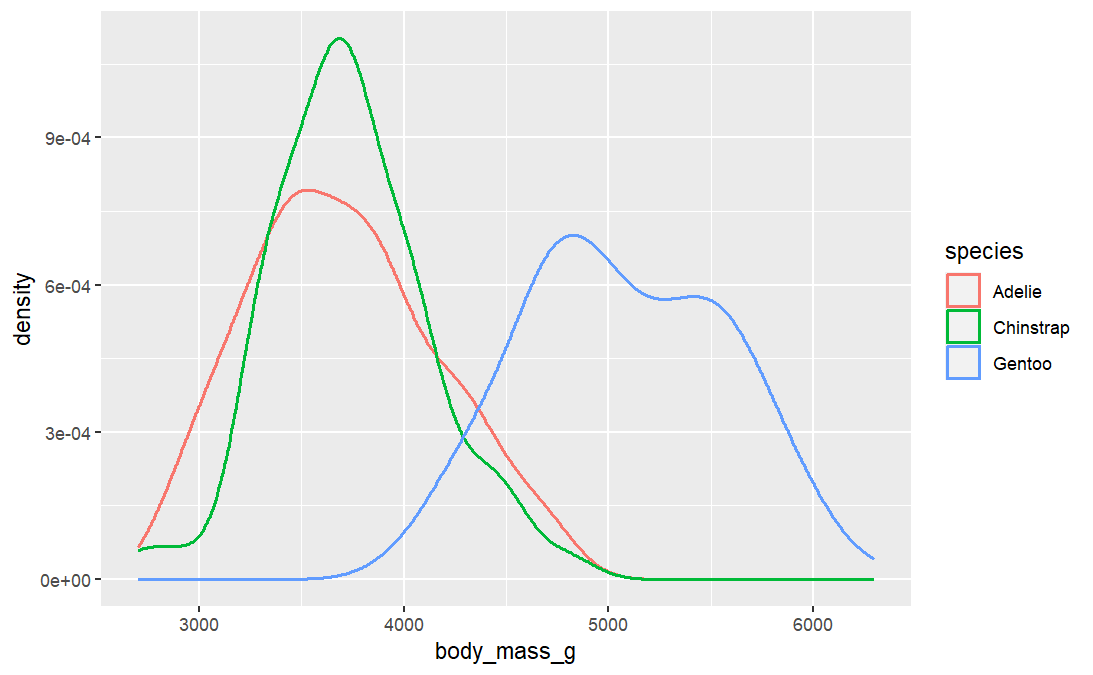 9e-04
6e-04
3e-04
0e+00
density
3000 4000 5000 6000
body_mass_g
species
Adelie
Chinstrap
Gentoo